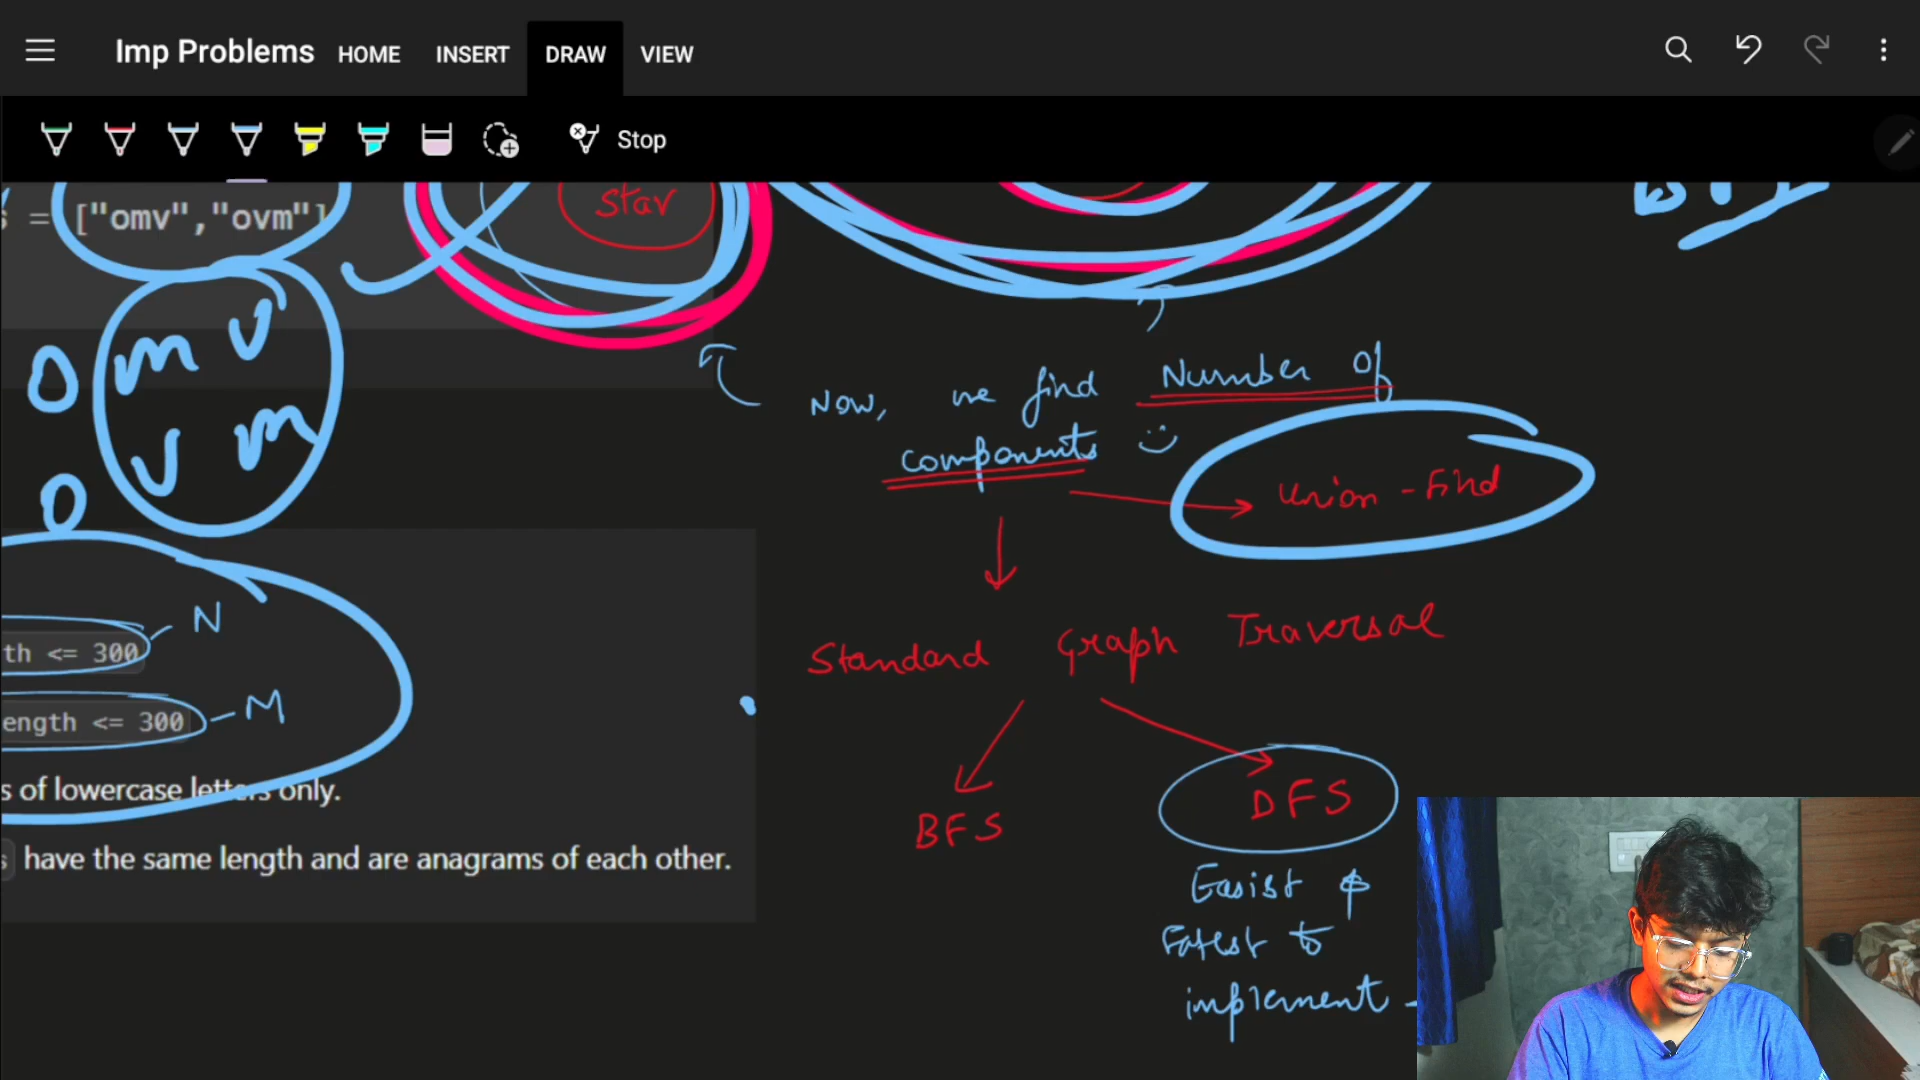 Imp Problems HOME INSERT DRAW VIEW
Stop
s = ["omv","ovm"]
star
o m v
v m
o
Now, we find Number of
components
Union-Find
th <= 300 - N
ength <= 300 - M
Standard Graph Traversal
BFS
DFS
s of lowercase letters only.
s have the same length and are anagrams of each other.
Easist &
Fatest to
implement -